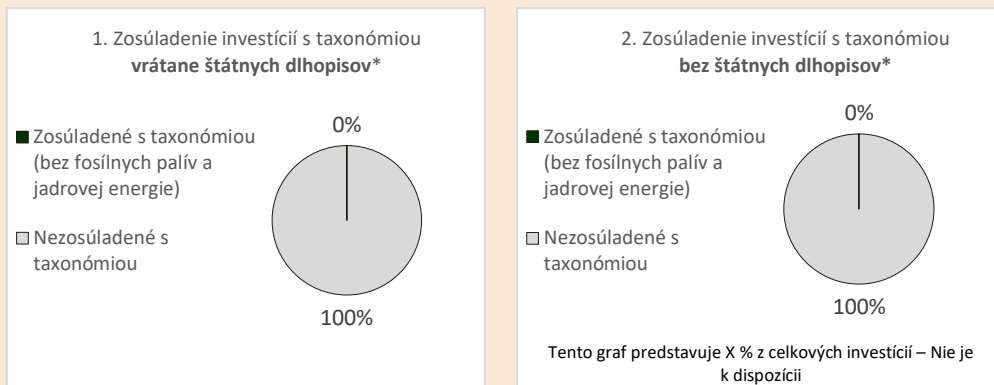 1. Zosúladenie investícií s taxonómiou
vrátane štátnych dlhopisov*
Zosúladené s taxonómiou
(bez fosílnych palív a
jadrovej energie)
Nezosúladené s
taxonómiou
0%
100%
2. Zosúladenie investícií s taxonómiou
bez štátnych dlhopisov*
Zosúladené s taxonómiou
(bez fosílnych palív a
jadrovej energie)
Nezosúladené s
taxonómiou
0%
100%
Tento graf predstavuje X % z celkových investícií – Nie je
k dispozícii